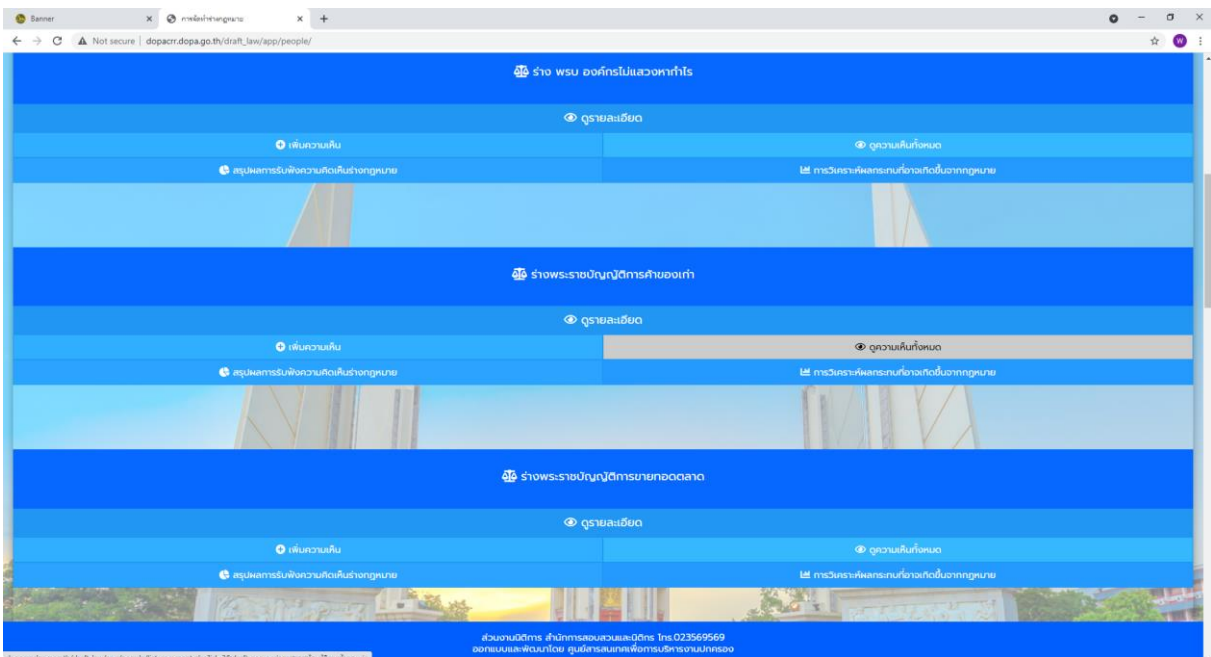 Banner
การจัดทำร่างกฎหมาย
Not secure | dopacrr.dopa.go.th/draft_law/app/people/
W
ร่าง พรบ องค์กรไม่แสวงหากำไร
ดูรายละเอียด
เพิ่มความเห็น
ดูความเห็นทั้งหมด
สรุปผลการรับฟังความคิดเห็นร่างกฎหมาย
การวิเคราะห์ผลกระทบที่อาจเกิดขึ้นจากกฎหมาย
ร่างพระราชบัญญัติการค้าของเก่า
ดูรายละเอียด
เพิ่มความเห็น
ดูความเห็นทั้งหมด
สรุปผลการรับฟังความคิดเห็นร่างกฎหมาย
การวิเคราะห์ผลกระทบที่อาจเกิดขึ้นจากกฎหมาย
ร่างพระราชบัญญัติการขายทอดตลาด
ดูรายละเอียด
เพิ่มความเห็น
ดูความเห็นทั้งหมด
สรุปผลการรับฟังความคิดเห็นร่างกฎหมาย
การวิเคราะห์ผลกระทบที่อาจเกิดขึ้นจากกฎหมาย
ส่วนงานนิติการ สำนักการสอบสวนและนิติการ โทร.023569569
ออกแบบและพัฒนาโดย ศูนย์สารสนเทศเพื่อการบริหารงานปกครอง